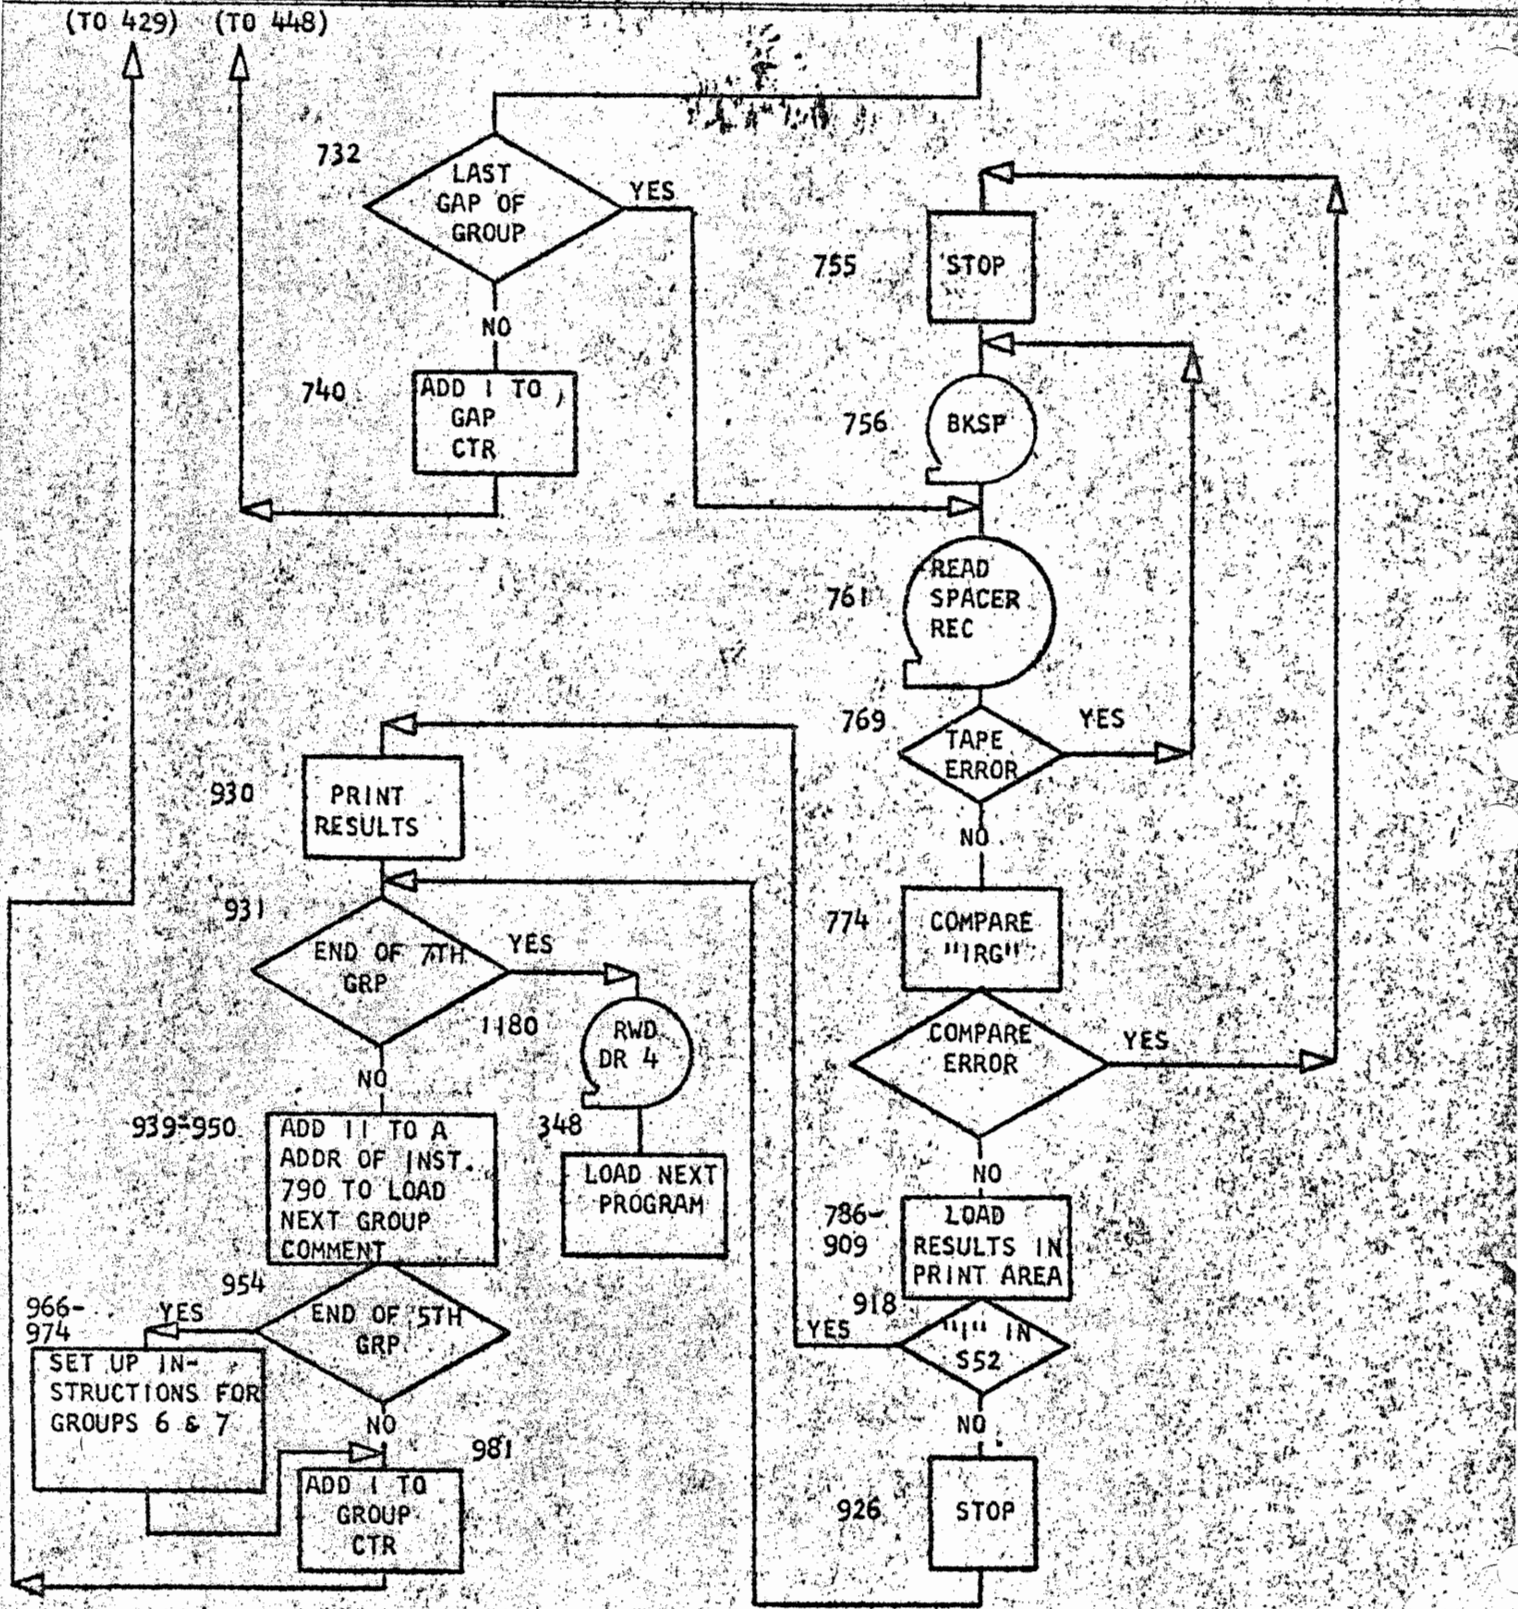 (TO 429) (TO 448)
732
LAST
GAP OF
GROUP
YES
NO
740
ADD 1 TO
GAP
CTR
755
STOP
756
BKSP
761
READ
SPACER
REC
769
TAPE
ERROR
YES
NO
774
COMPARE
"IRG"
COMPARE
ERROR
YES
NO
786-
909
LOAD
RESULTS IN
PRINT AREA
918
"1" IN
S52
YES
NO
926
STOP
930
PRINT
RESULTS
931
END OF 7TH
GRP
YES
NO
1180
RWD
DR 4
348
LOAD NEXT
PROGRAM
939-950
ADD 11 TO A
ADDR OF INST.
790 TO LOAD
NEXT GROUP
COMMENT
954
END OF 5TH
GRP
YES
NO
966-
974
SET UP IN-
STRUCTIONS FOR
GROUPS 6 & 7
981
ADD 1 TO
GROUP
CTR